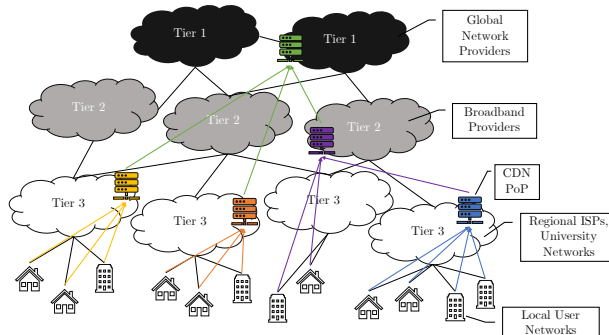 Tier 1
Tier 1
Global
Network
Providers
Tier 2
Tier 2
Tier 2
Broadband
Providers
CDN
PoP
Tier 3
Tier 3
Tier 3
Tier 3
Regional ISPs,
University
Networks
Local User
Networks